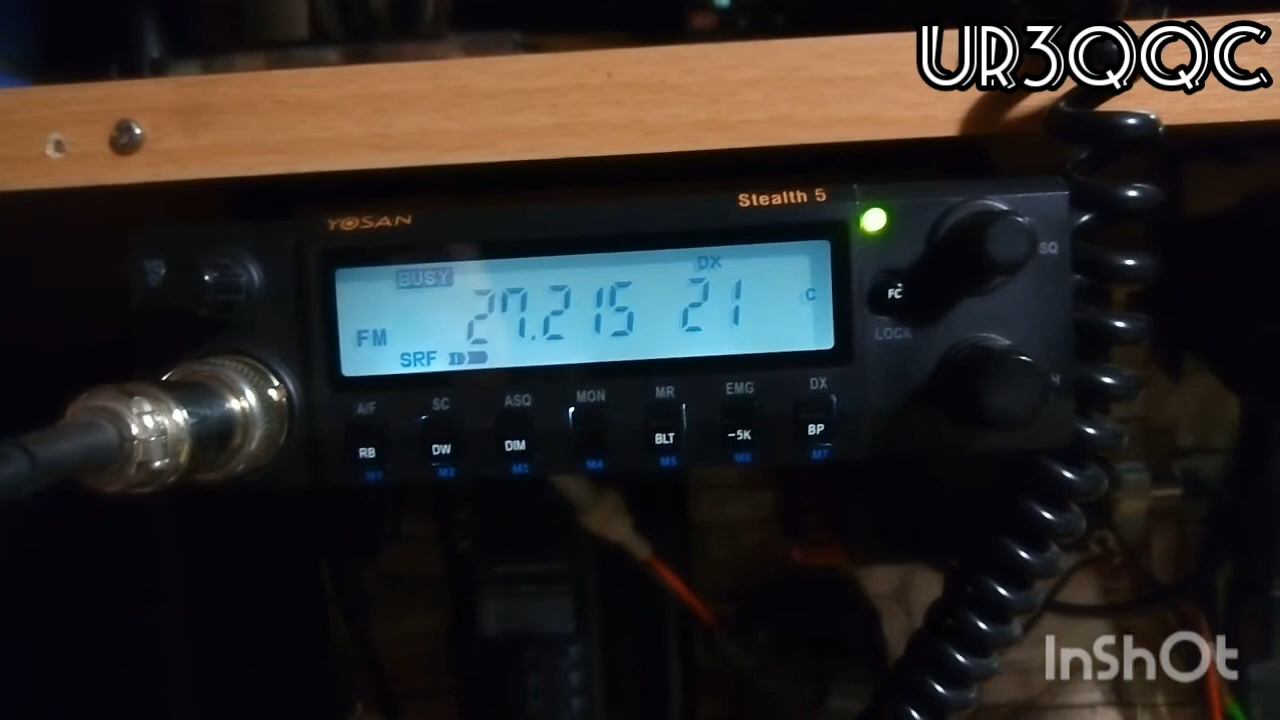 UR3QQC
YOSAN
Stealth 5
BUSY
DX
27.215 21
C
FM
SRF
SQ
FC
LOCK
A/F SC ASQ MON MR EMG DX
RB DW DIM BLT -5K BP
M1 M2 M3 M4 M5 M6 M7
InShOt